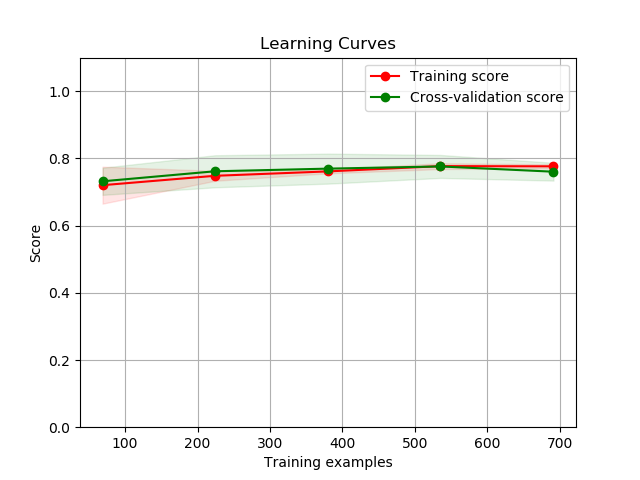 Learning Curves
Training score
Cross-validation score
1.0
0.8
0.6
0.4
0.2
0.0
Score
100 200 300 400 500 600 700
Training examples